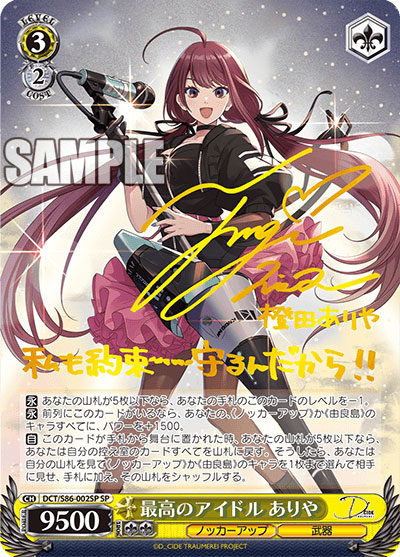 LEVEL
3
2
COST
SAMPLE
橙田ありや
私も約束〰守るんだから!!
永 あなたの山札が5枚以下なら、あなたの手札のこのカードのレベルを-1。
永 前列にこのカードがいるなら、あなたの、《ノッカーアップ》か《由良島》のキャラすべてに、パワーを+1500。
自 このカードが手札から舞台に置かれた時、あなたの山札が5枚以下なら、あなたは自分の控え室のカードすべてを山札に戻す。そうしたら、あなたは自分の山札を見て《ノッカーアップ》か《由良島》のキャラを1枚まで選んで相手に見せ、手札に加え、その山札をシャッフルする。
CH DCT/S86-002SP SP
最高のアイドル ありや
POWER
9500
SOUL
ノッカーアップ
武器
D_CIDE
©D_CIDE TRAUMEREI PROJECT